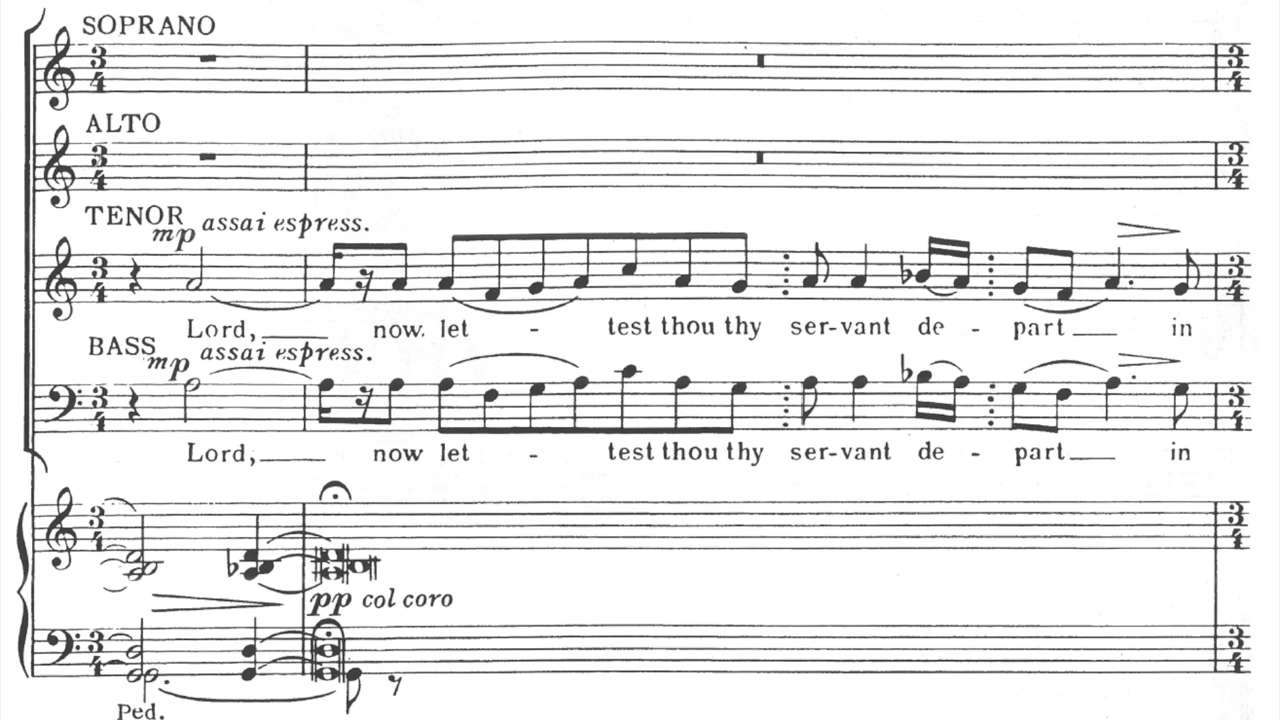 SOPRANO
ALTO
TENOR
mp assai espress.
Lord, now. let - test thou thy ser-vant de - part in
BASS
mp assai espress.
Lord, now let - test thou thy ser-vant de - part in
pp col coro
Ped.